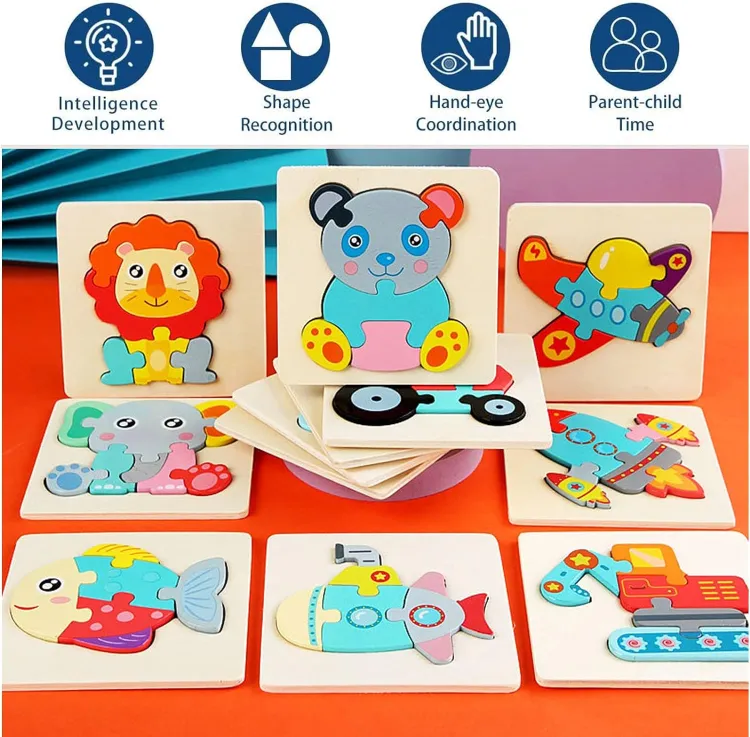 Intelligence
Development
Shape
Recognition
Hand-eye
Coordination
Parent-child
Time